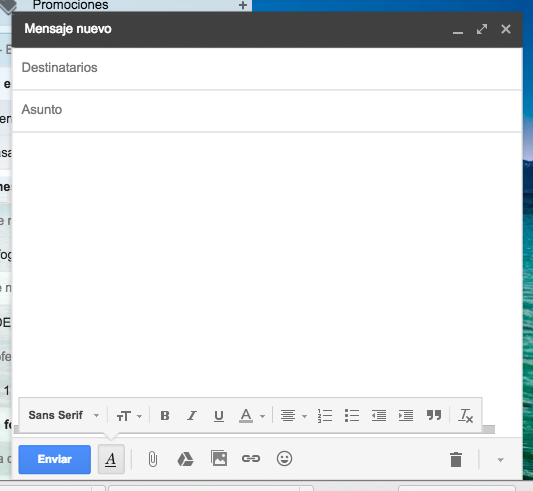 Promociones
Mensaje nuevo
Destinatarios
Asunto
Sans Serif
B I U A
Enviar A